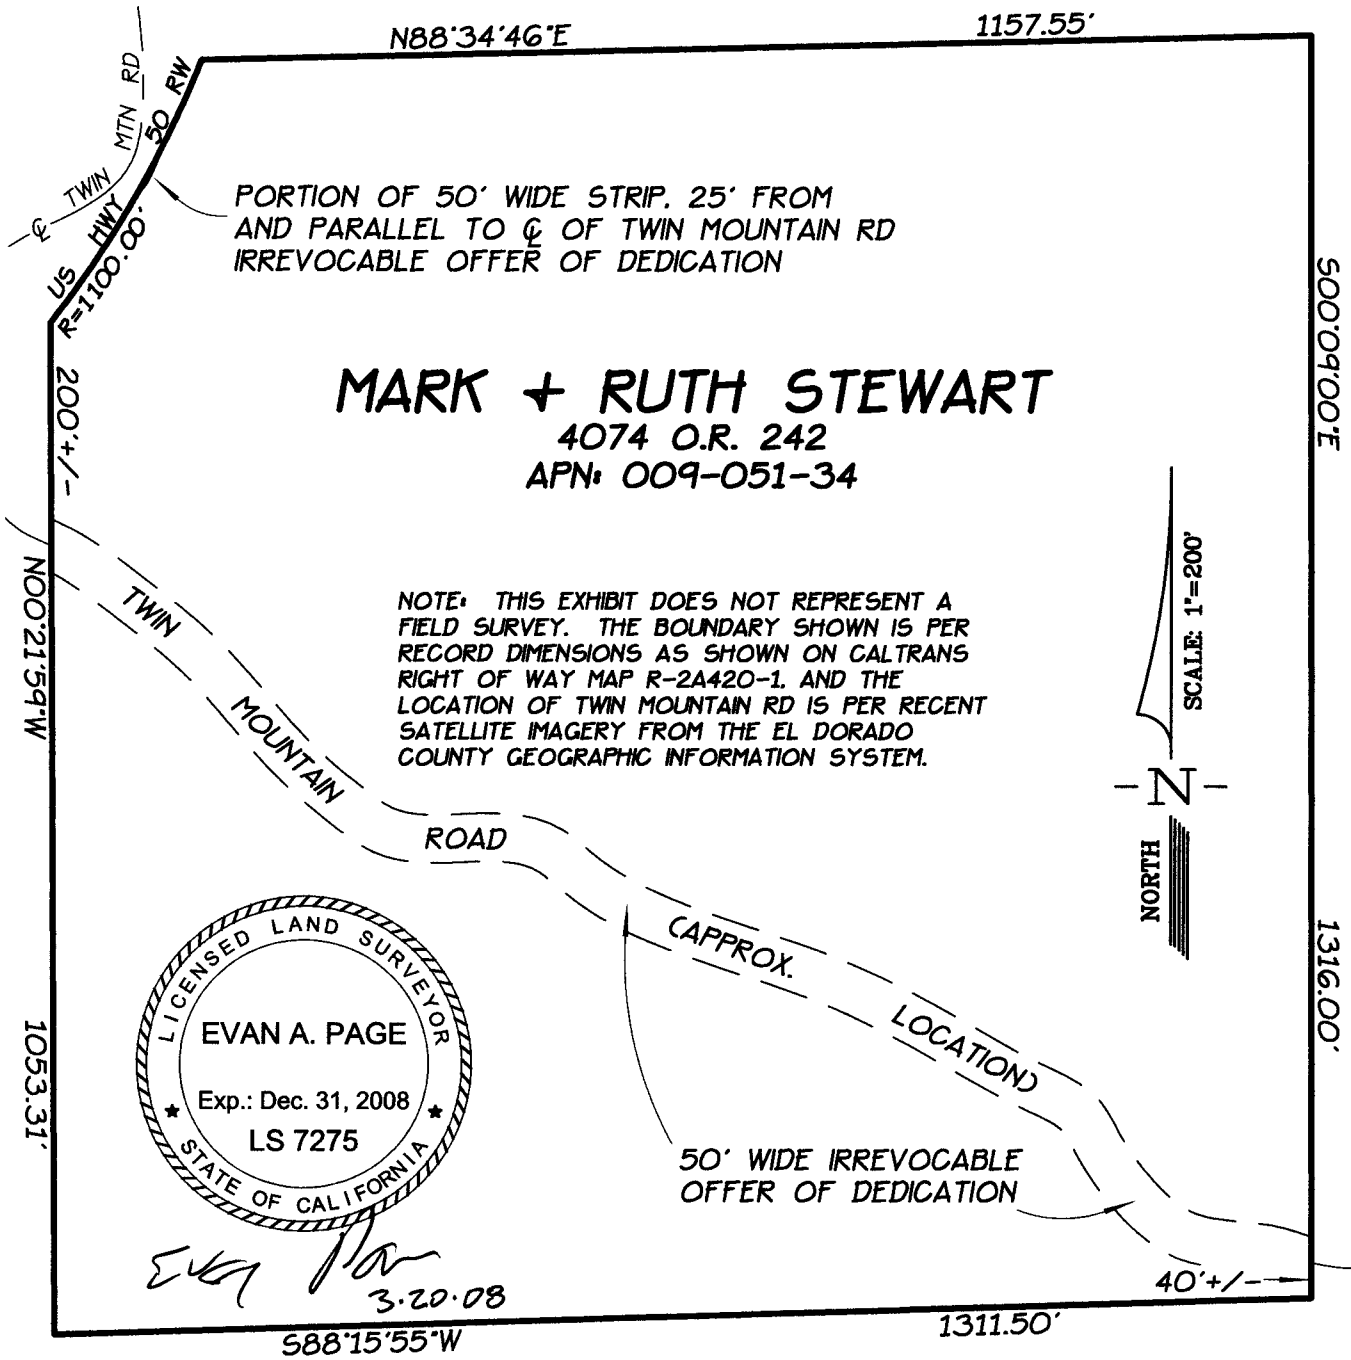 N88°34'46"E
1157.55'
TWIN MTN RD
℄
US HWY 50 RW
R=1100.00'
PORTION OF 50' WIDE STRIP. 25' FROM
AND PARALLEL TO ℄ OF TWIN MOUNTAIN RD
IRREVOCABLE OFFER OF DEDICATION
S00°09'00"E
200'+/-
MARK + RUTH STEWART
4074 O.R. 242
APN: 009-051-34
N00°21'59"W
TWIN
MOUNTAIN
ROAD
(APPROX.
LOCATION)
NOTE: THIS EXHIBIT DOES NOT REPRESENT A
FIELD SURVEY. THE BOUNDARY SHOWN IS PER
RECORD DIMENSIONS AS SHOWN ON CALTRANS
RIGHT OF WAY MAP R-2A420-1. AND THE
LOCATION OF TWIN MOUNTAIN RD IS PER RECENT
SATELLITE IMAGERY FROM THE EL DORADO
COUNTY GEOGRAPHIC INFORMATION SYSTEM.
SCALE: 1"=200'
N
NORTH
1316.00'
1053.31'
LICENSED LAND SURVEYOR
EVAN A. PAGE
Exp.: Dec. 31, 2008
LS 7275
★ STATE OF CALIFORNIA ★
50' WIDE IRREVOCABLE
OFFER OF DEDICATION
40'+/-
Evan Page
3·20·08
S88°15'55"W
1311.50'